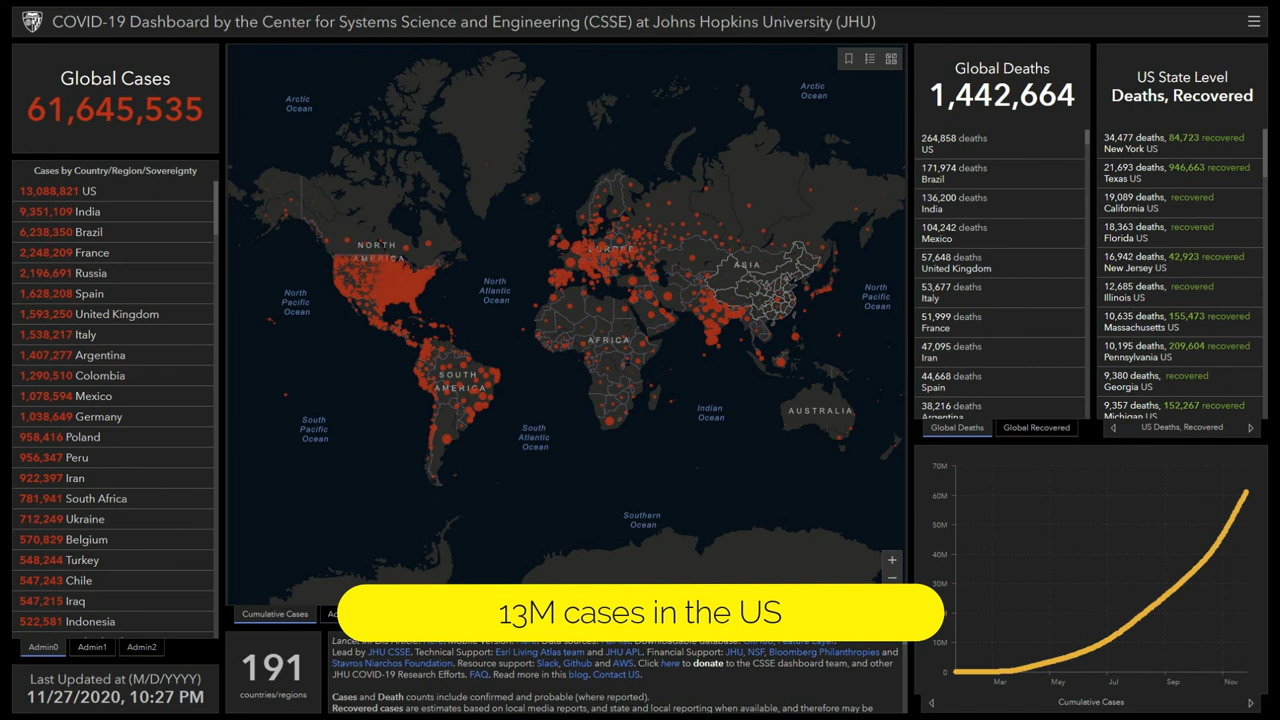 COVID-19 Dashboard by the Center for Systems Science and Engineering (CSSE) at Johns Hopkins University (JHU)
Global Cases
61,645,535
Cases by Country/Region/Sovereignty
13,088,821 US
9,351,109 India
6,238,350 Brazil
2,248,209 France
2,196,691 Russia
1,628,208 Spain
1,593,250 United Kingdom
1,538,217 Italy
1,407,277 Argentina
1,290,510 Colombia
1,078,594 Mexico
1,038,649 Germany
958,416 Poland
956,347 Peru
922,397 Iran
781,941 South Africa
712,249 Ukraine
570,829 Belgium
548,244 Turkey
547,243 Chile
547,215 Iraq
522,581 Indonesia
Admin0 Admin1 Admin2
Last Updated at (M/D/YYYY)
11/27/2020, 10:27 PM
Arctic
Ocean
Arctic
Ocean
NORTH
AMERICA
EUROPE
ASIA
North
Pacific
Ocean
North
Atlantic
Ocean
North
Pacific
Ocean
AFRICA
SOUTH
AMERICA
AUSTRALIA
South
Pacific
Ocean
South
Atlantic
Ocean
Indian
Ocean
Southern
Ocean
+
−
Cumulative Cases
13M cases in the US
191
countries/regions
Lead by JHU CSSE. Technical Support: Esri Living Atlas team and JHU APL. Financial Support: JHU, NSF, Bloomberg Philanthropies and
Stavros Niarchos Foundation. Resource support: Slack, Github and AWS. Click here to donate to the CSSE dashboard team, and other
JHU COVID-19 Research Efforts. FAQ. Read more in this blog. Contact US.
Cases and Death counts include confirmed and probable (where reported).
Recovered cases are estimates based on local media reports, and state and local reporting when available, and therefore may be
Global Deaths
1,442,664
264,858 deaths
US
171,974 deaths
Brazil
136,200 deaths
India
104,242 deaths
Mexico
57,648 deaths
United Kingdom
53,677 deaths
Italy
51,999 deaths
France
47,095 deaths
Iran
44,668 deaths
Spain
38,216 deaths
Argentina
Global Deaths Global Recovered
US State Level
Deaths, Recovered
34,477 deaths, 84,723 recovered
New York US
21,693 deaths, 946,663 recovered
Texas US
19,089 deaths, recovered
California US
18,363 deaths, recovered
Florida US
16,942 deaths, 42,923 recovered
New Jersey US
12,685 deaths, recovered
Illinois US
10,635 deaths, 155,473 recovered
Massachusetts US
10,195 deaths, 209,604 recovered
Pennsylvania US
9,380 deaths, recovered
Georgia US
9,357 deaths, 152,267 recovered
Michigan US
US Deaths, Recovered
70M
60M
50M
40M
30M
10M
0
Mar May Jul Sep Nov
Cumulative Cases